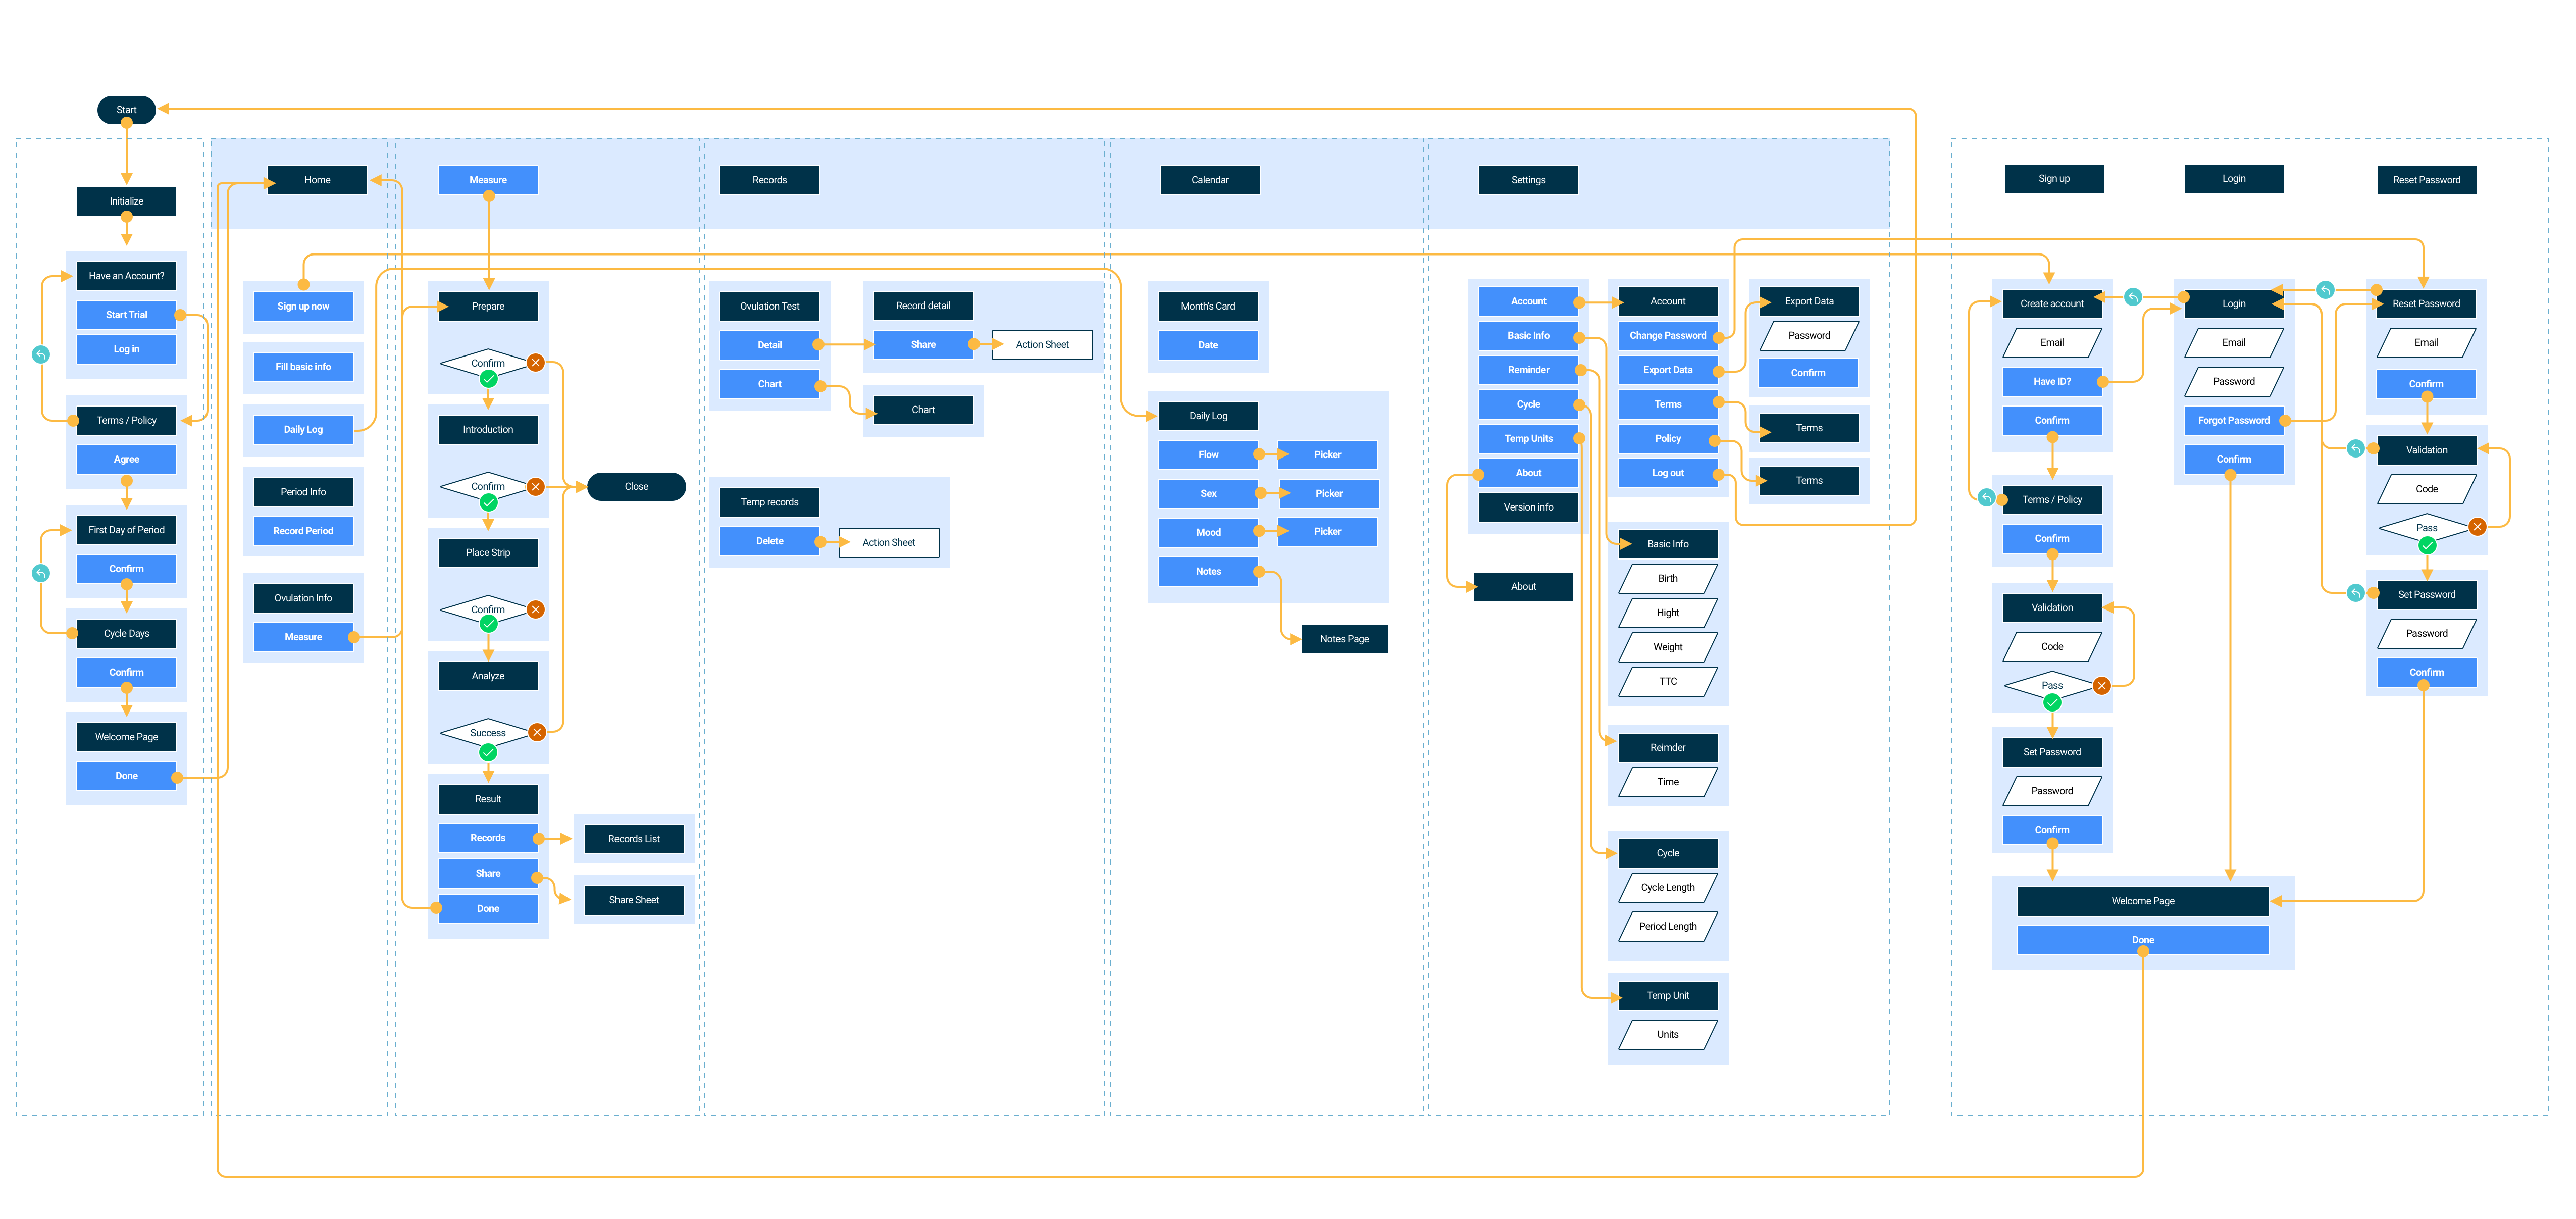 Start
Initialize
Have an Account?
Start Trial
Log in
Terms / Policy
Agree
First Day of Period
Confirm
Cycle Days
Confirm
Welcome Page
Done
Home
Sign up now
Fill basic info
Daily Log
Period Info
Record Period
Ovulation Info
Measure
Measure
Prepare
Confirm
Introduction
Confirm
Place Strip
Confirm
Analyze
Success
Result
Records
Share
Done
Close
Records List
Share Sheet
Records
Ovulation Test
Detail
Chart
Record detail
Share
Action Sheet
Chart
Temp records
Delete
Action Sheet
Calendar
Month's Card
Date
Daily Log
Flow
Picker
Sex
Picker
Mood
Picker
Notes
Notes Page
Settings
Account
Basic Info
Reminder
Cycle
Temp Units
About
Version info
About
Account
Change Password
Export Data
Terms
Policy
Log out
Export Data
Password
Confirm
Terms
Terms
Basic Info
Birth
Hight
Weight
TTC
Reimder
Time
Cycle
Cycle Length
Period Length
Temp Unit
Units
Sign up
Create account
Email
Have ID?
Confirm
Terms / Policy
Confirm
Validation
Code
Pass
Set Password
Password
Confirm
Login
Login
Email
Password
Forgot Password
Confirm
Reset Password
Reset Password
Email
Confirm
Validation
Code
Pass
Set Password
Password
Confirm
Welcome Page
Done